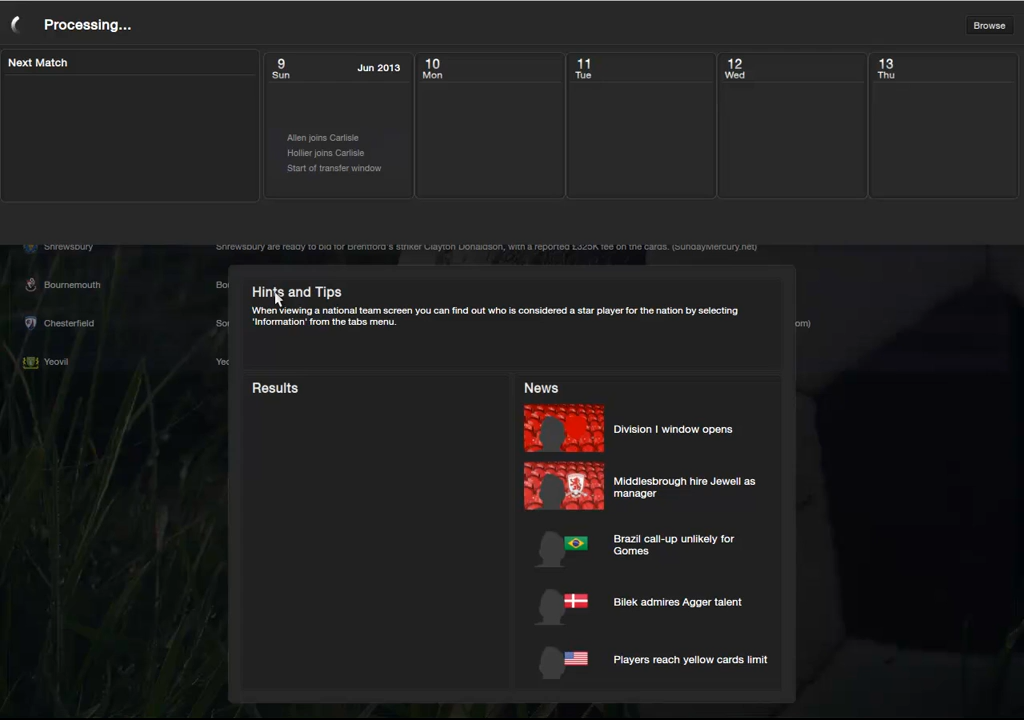 Processing...
Browse
Next Match
9
Sun
Jun 2013
10
Mon
11
Tue
12
Wed
13
Thu
Allen joins Carlisle
Hollier joins Carlisle
Start of transfer window
Shrewsbury
Shrewsbury are ready to bid for Brentford's striker Clayton Donaldson, with a reported £325K fee on the cards. (SundayMercury.net)
Bournemouth
Bou
Chesterfield
Sou
om)
Yeovil
Yeo
Hints and Tips
When viewing a national team screen you can find out who is considered a star player for the nation by selecting
'Information' from the tabs menu.
Results
News
Division I window opens
Middlesbrough hire Jewell as
manager
Brazil call-up unlikely for
Gomes
Bilek admires Agger talent
Players reach yellow cards limit